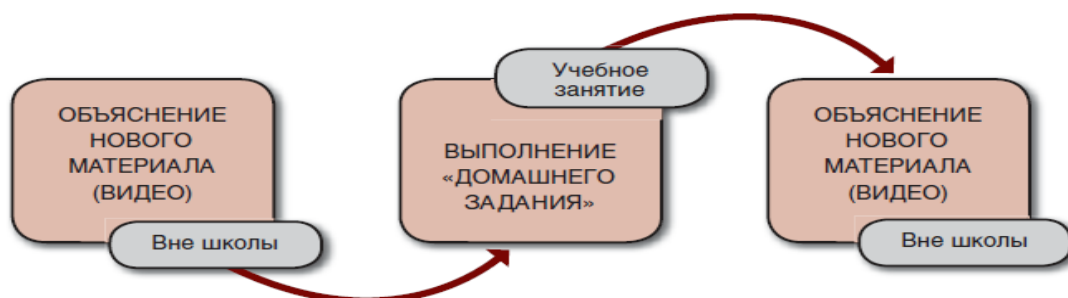 ОБЪЯСНЕНИЕ
НОВОГО
МАТЕРИАЛА
(ВИДЕО)
Вне школы
Учебное
занятие
ВЫПОЛНЕНИЕ
«ДОМАШНЕГО
ЗАДАНИЯ»
ОБЪЯСНЕНИЕ
НОВОГО
МАТЕРИАЛА
(ВИДЕО)
Вне школы